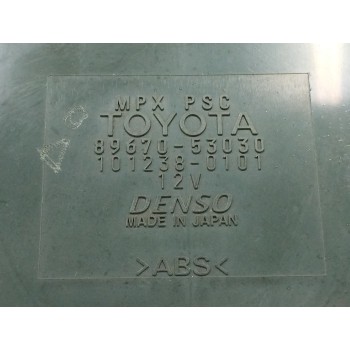 MPX PSC
TOYOTA
89670-53030
101238-0101
12V
DENSO
MADE IN JAPAN
>ABS<